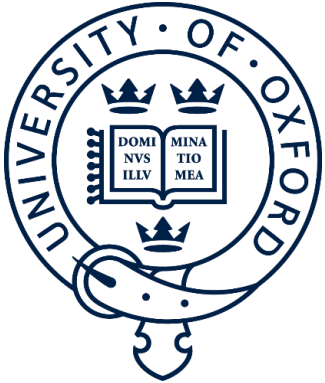 UNIVERSITY · OF · OXFORD
DOMI
NVS
ILLV
MINA
TIO
MEA